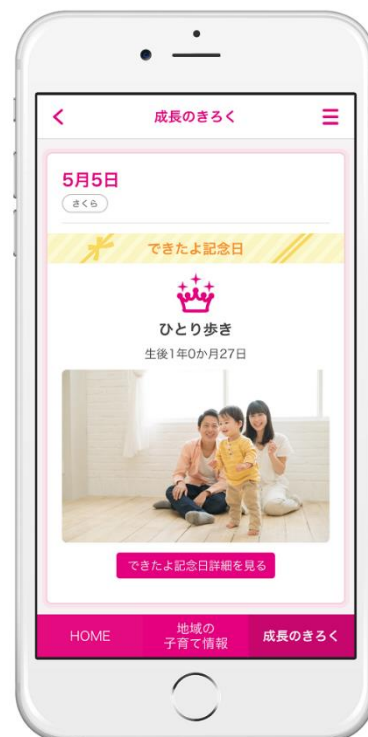 成長のきろく
5月5日
さくら
できたよ記念日
ひとり歩き
生後1年0か月27日
できたよ記念日詳細を見る
HOME
地域の
子育て情報
成長のきろく